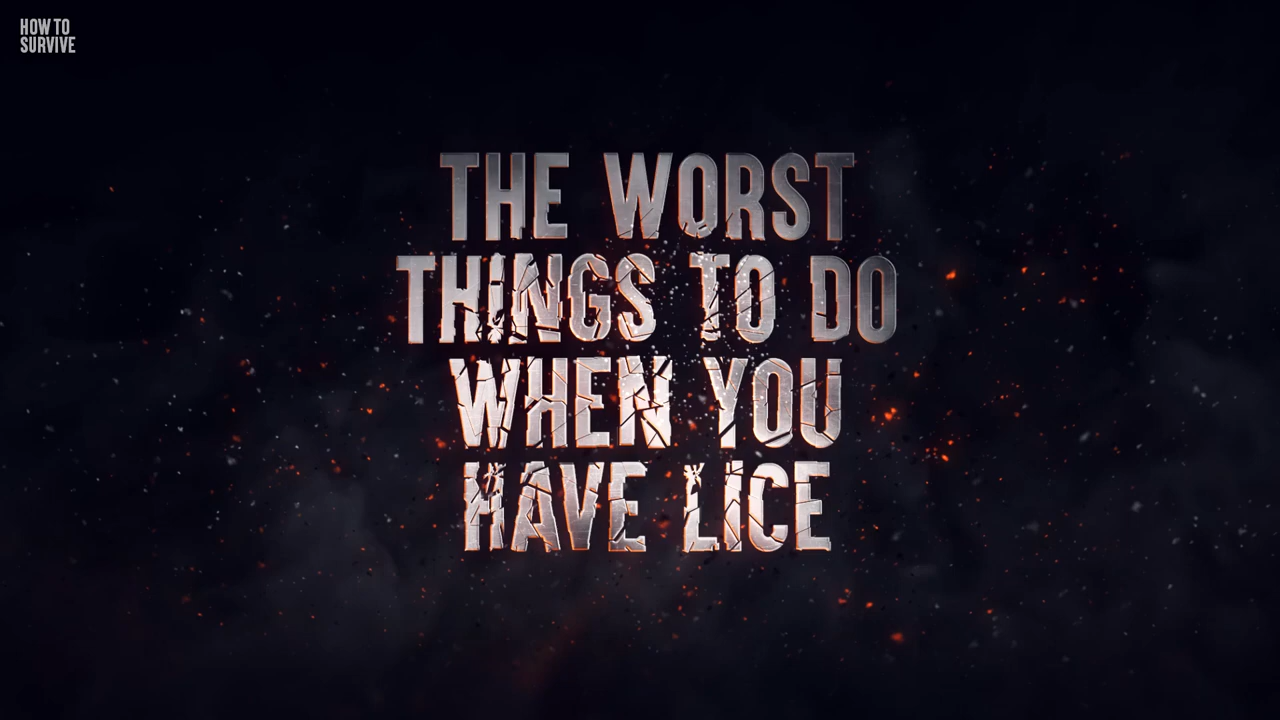 HOW TO
SURVIVE
THE WORST
THINGS TO DO
WHEN YOU
HAVE LICE